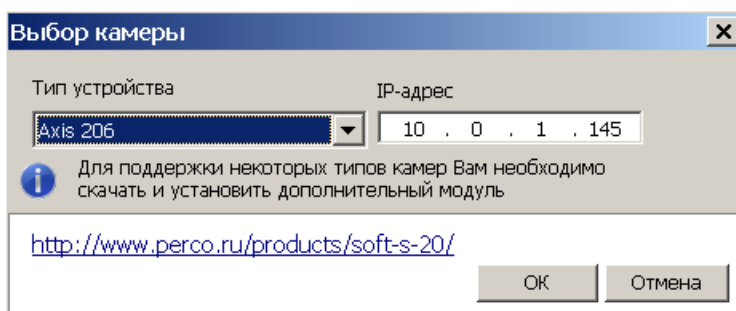 Выбор камеры
Тип устройства
IP-адрес
Axis 206
10 . 0 . 1 . 145
Для поддержки некоторых типов камер Вам необходимо
скачать и установить дополнительный модуль
http://www.perco.ru/products/soft-s-20/
ОК
Отмена